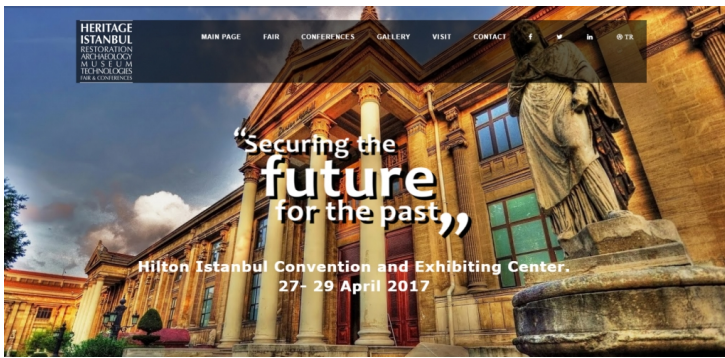 HERITAGE
ISTANBUL
RESTORATION
ARCHAEOLOGY
MUSEUM
TECHNOLOGIES
FAIR & CONFERENCES
MAIN PAGE FAIR CONFERENCES GALLERY VISIT CONTACT f in TR
“Securing the
future
for the past„
Hilton Istanbul Convention and Exhibiting Center.
27- 29 April 2017